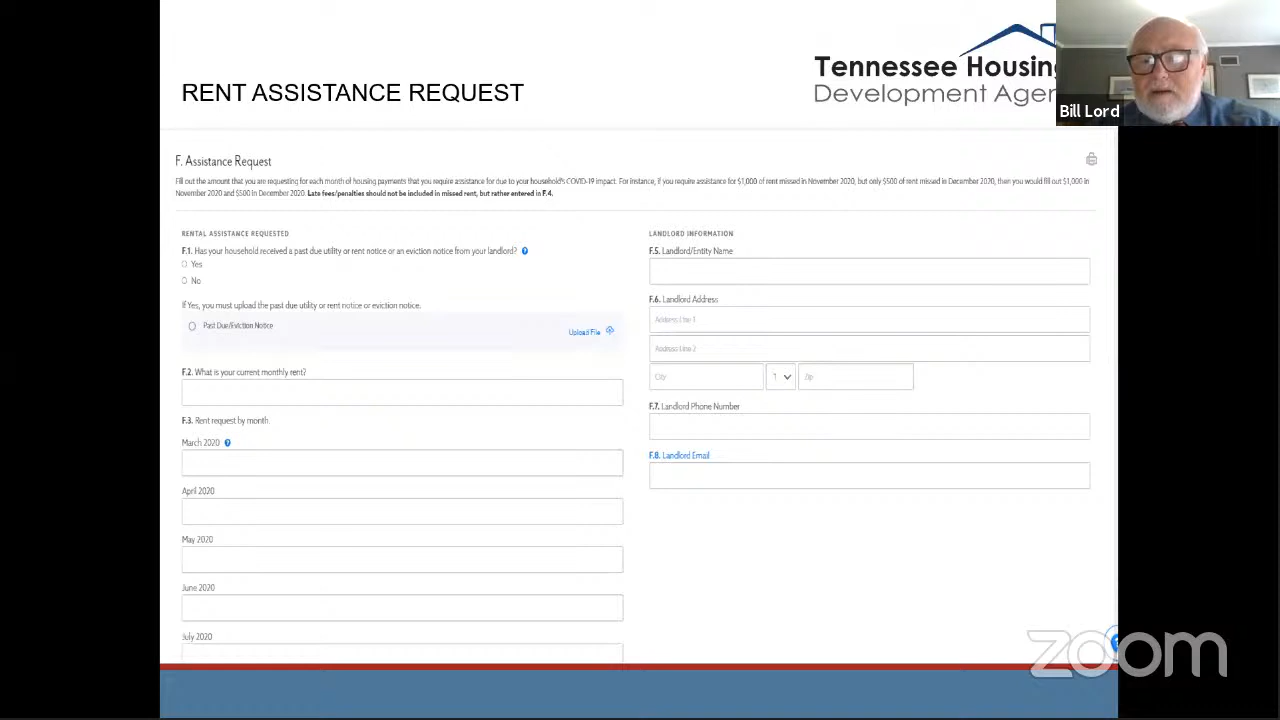 RENT ASSISTANCE REQUEST
Tennessee Housing
Development Age
Bill Lord
F. Assistance Request
Fill out the amount that you are requesting for each month of housing payments that you require assistance for due to your household's COVID-19 impact. For instance, if you require assistance for $1,000 of rent missed in November 2020, but only $500 of rent missed in December 2020, then you would fill out $1,000 in
November 2020 and $500 in December 2020. Late fees/penalties should not be included in missed rent, but rather entered in F.4.
RENTAL ASSISTANCE REQUESTED
F.1. Has your household received a past due utility or rent notice or an eviction notice from your landlord? ?
Yes
No
If Yes, you must upload the past due utility or rent notice or eviction notice.
Past Due/Eviction Notice
Upload File
F.2. What is your current monthly rent?
F.3. Rent request by month.
March 2020 ?
April 2020
May 2020
June 2020
July 2020
LANDLORD INFORMATION
F.5. Landlord/Entity Name
F.6. Landlord Address
Address Line 1
Address Line 2
City
Zip
F.7. Landlord Phone Number
F.8. Landlord Email
zoom